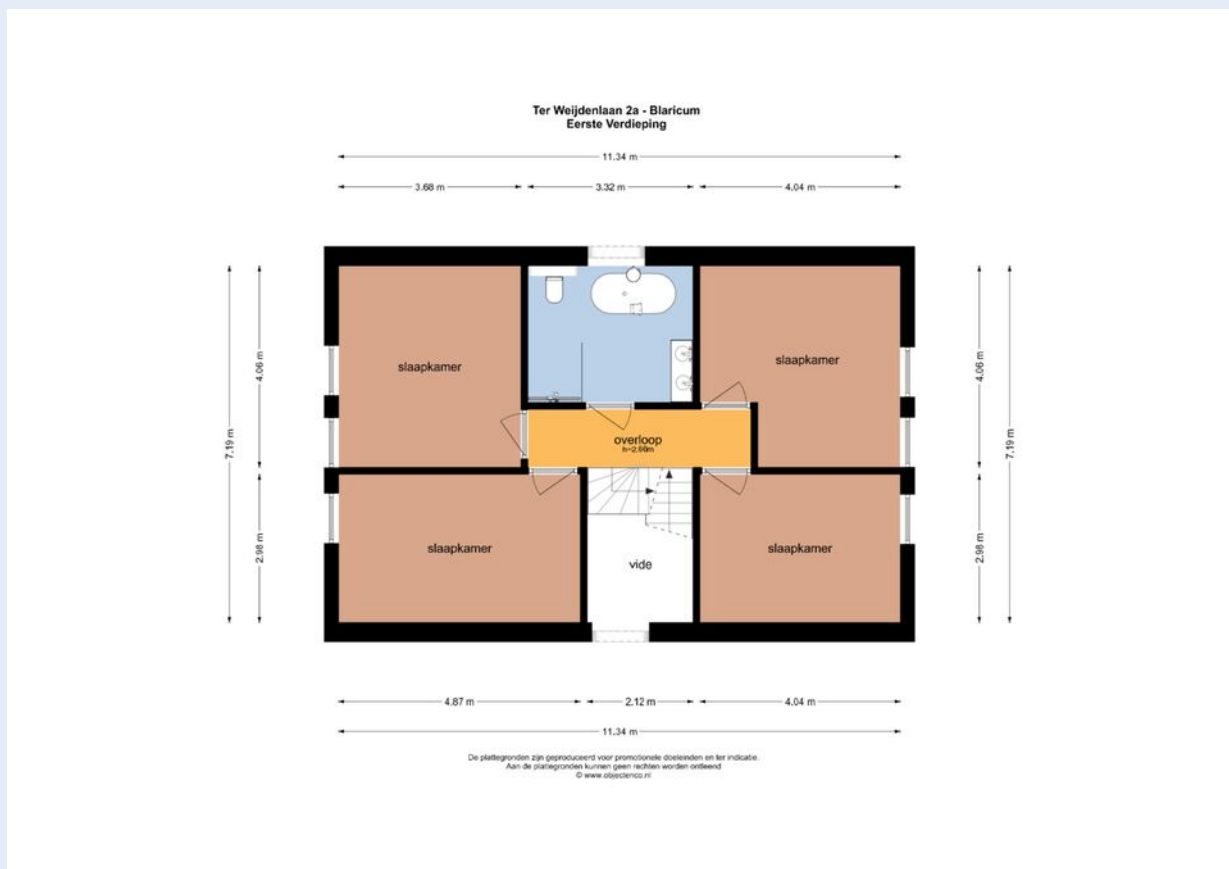 Ter Weijdenlaan 2a - Blaricum
Eerste Verdieping
11.34 m
3.68 m
3.32 m
4.04 m
slaapkamer
slaapkamer
4.06 m
7.19 m
4.06 m
7.19 m
overloop
h=2.66m
2.98 m
2.98 m
slaapkamer
vide
slaapkamer
4.87 m
2.12 m
4.04 m
11.34 m
De plattegronden zijn geproduceerd voor promotionele doeleinden en ter indicatie.
Aan de plattegronden kunnen geen rechten worden ontleend
© www.objectenco.nl